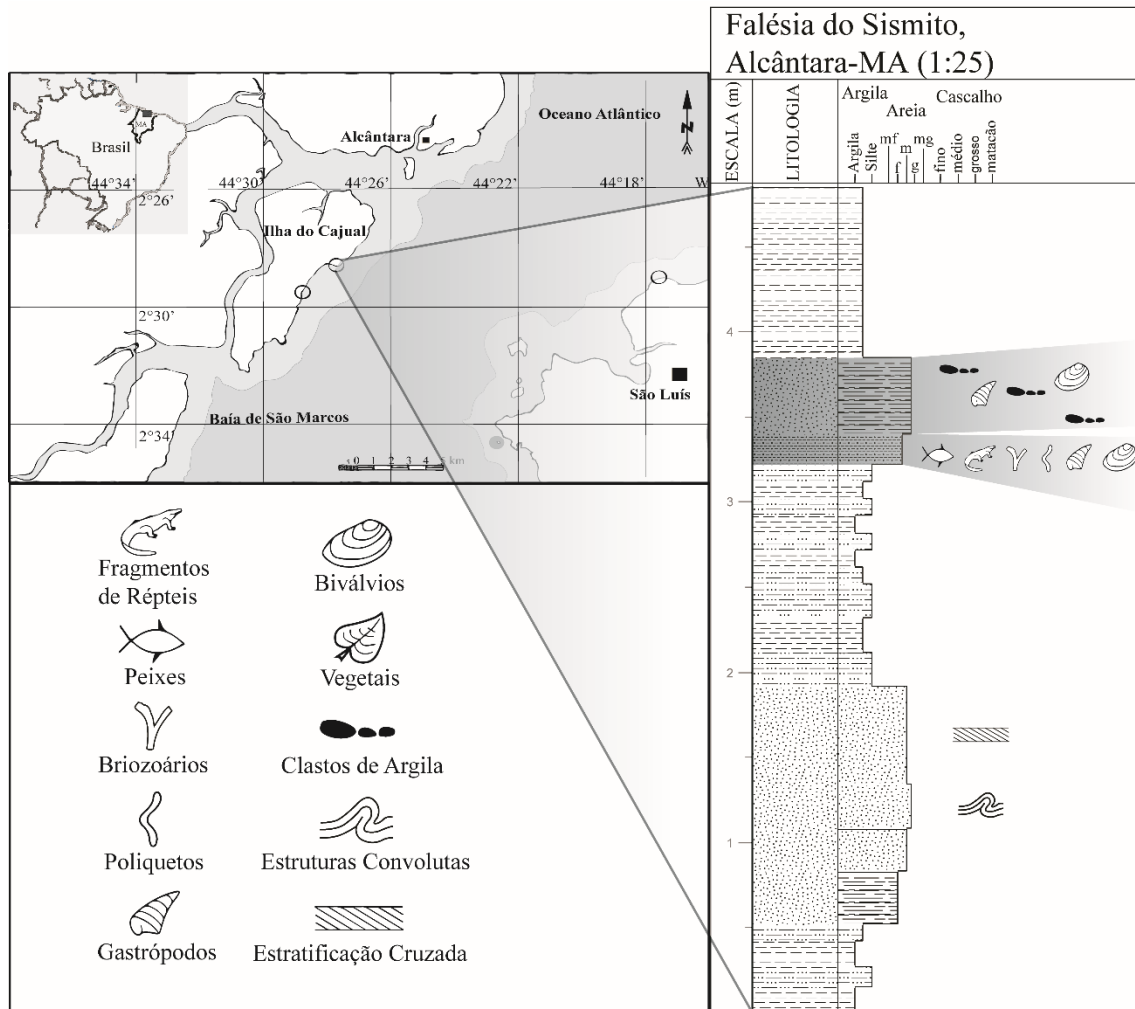 Falésia do Sismito,
Alcântara-MA (1:25)
MA
Brasil
Alcântara
Oceano Atlântico
N
44°34' 44°30' 44°26' 44°22' 44°18' W
2°26'
Ilha do Cajual
2°30'
Baía de São Marcos
São Luís
2°34'
0 1 2 3 4 5 km
Fragmentos
de Répteis
Biválvios
Peixes
Vegetais
Briozoários
Clastos de Argila
Poliquetos
Estruturas Convolutas
Gastrópodos
Estratificação Cruzada
ESCALA (m)
LITOLOGIA
Argila
Areia
Cascalho
Argila
Silte
mf
f
m
g
mg
fino
médio
grosso
matacão
4
3
2
1